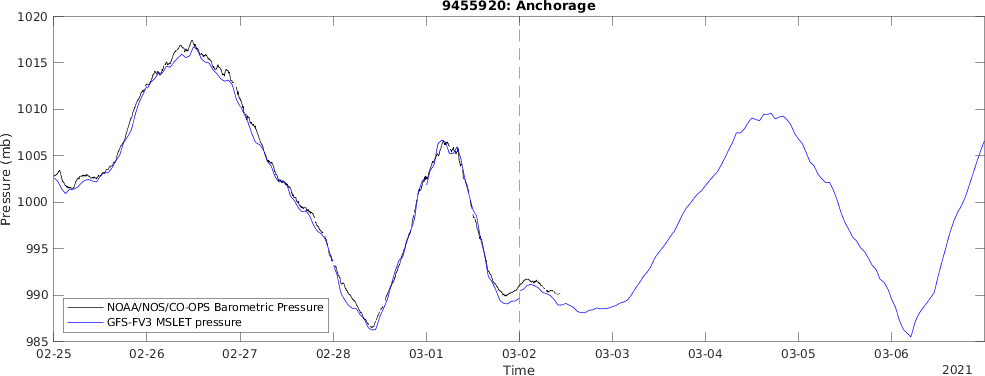 9455920: Anchorage
1020
1015
1010
1005
1000
995
990
985
Pressure (mb)
NOAA/NOS/CO-OPS Barometric Pressure
GFS-FV3 MSLET pressure
02-25 02-26 02-27 02-28 03-01 03-02 03-03 03-04 03-05 03-06
Time
2021